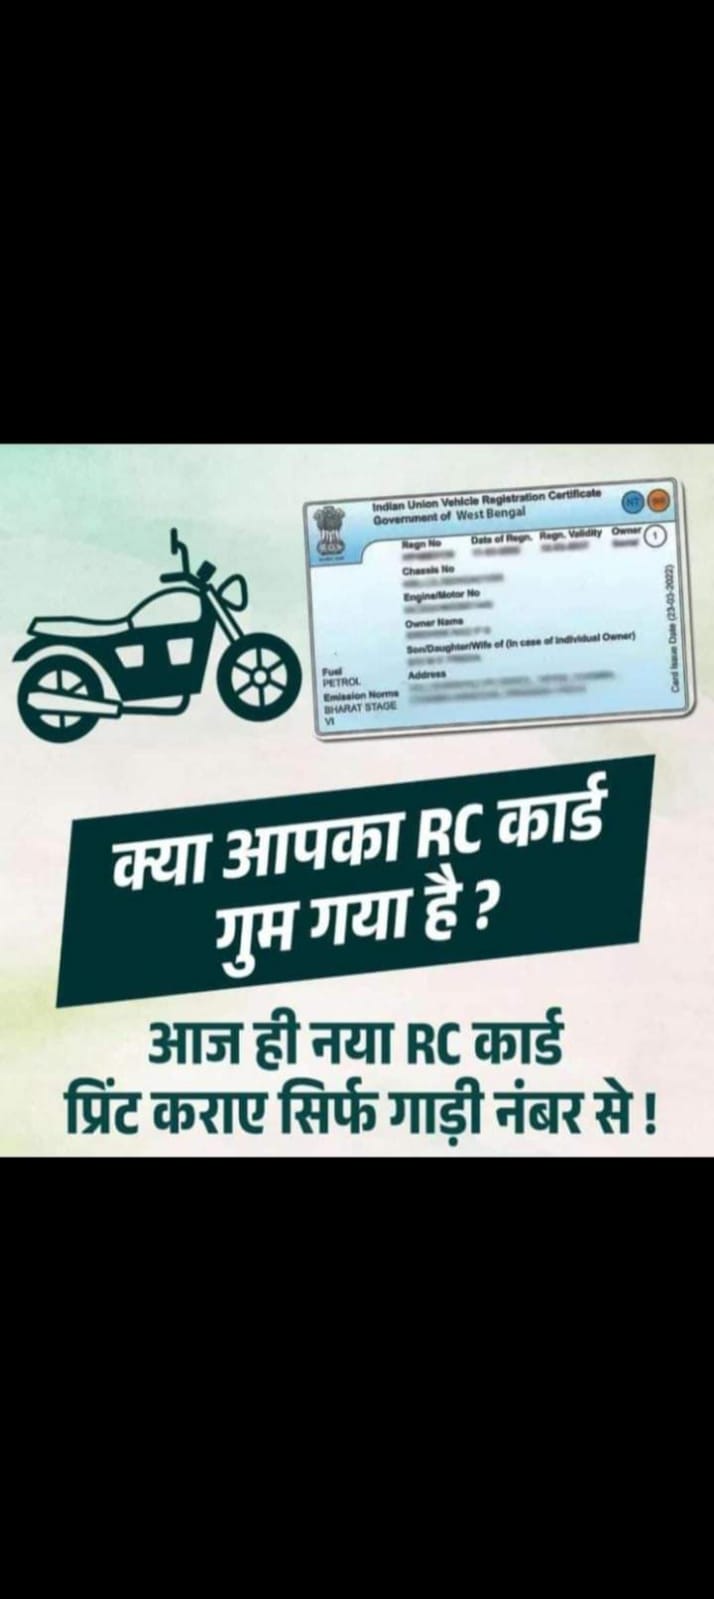 Indian Union Vehicle Registration Certificate
Government of West Bengal
Regn No Date of Regn. Regn. Validity Owner
1
Chassis No
Engine/Motor No
Owner Name
Son/Daughter/Wife of (In case of Individual Owner)
Address
Fuel
PETROL
Emission Norms
BHARAT STAGE
VI
Card Issue Date (23-03-2022)
क्या आपका RC कार्ड
गुम गया है ?
आज ही नया RC कार्ड
प्रिंट कराए सिर्फ गाड़ी नंबर से !